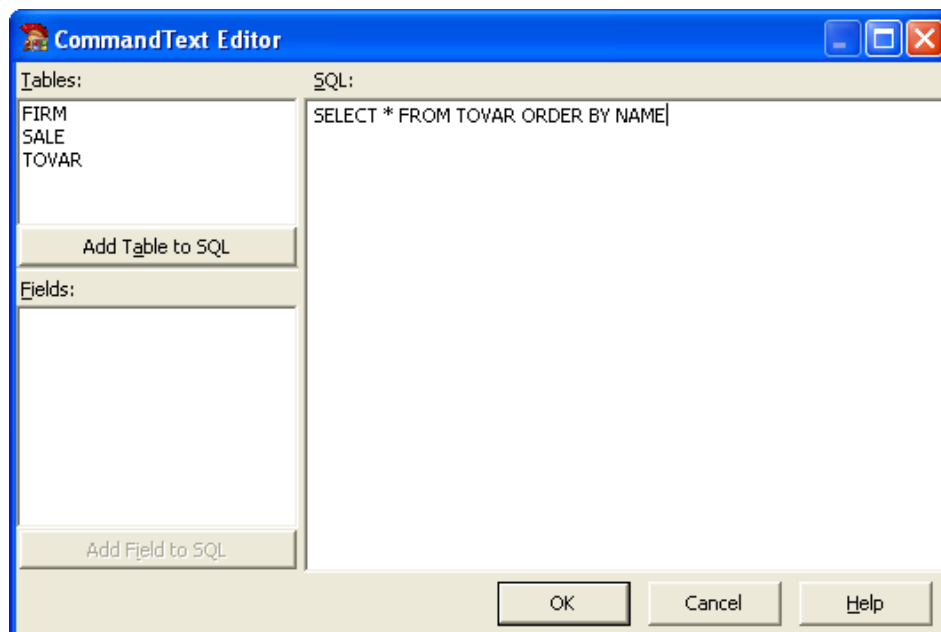 CommandText Editor
Tables:
FIRM
SALE
TOVAR
Add Table to SQL
Fields:
Add Field to SQL
SQL:
SELECT * FROM TOVAR ORDER BY NAME
OK
Cancel
Help